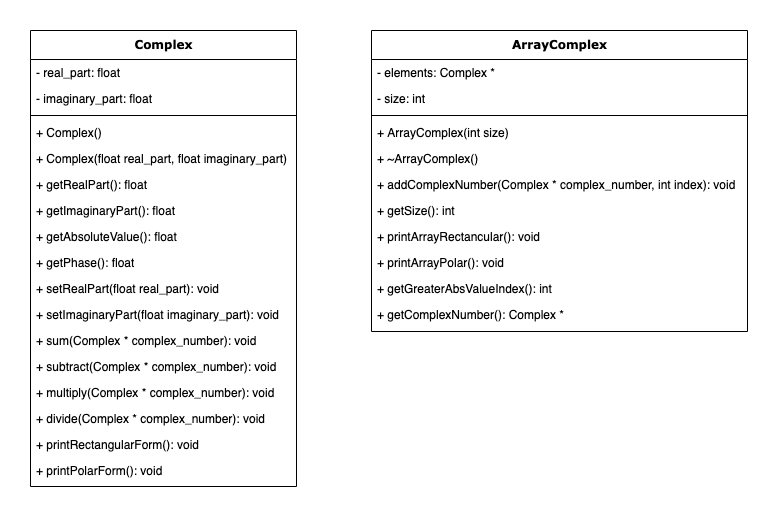 Complex
- real_part: float
- imaginary_part: float
+ Complex()
+ Complex(float real_part, float imaginary_part)
+ getRealPart(): float
+ getImaginaryPart(): float
+ getAbsoluteValue(): float
+ getPhase(): float
+ setRealPart(float real_part): void
+ setImaginaryPart(float imaginary_part): void
+ sum(Complex * complex_number): void
+ subtract(Complex * complex_number): void
+ multiply(Complex * complex_number): void
+ divide(Complex * complex_number): void
+ printRectangularForm(): void
+ printPolarForm(): void
ArrayComplex
- elements: Complex *
- size: int
+ ArrayComplex(int size)
+ ~ArrayComplex()
+ addComplexNumber(Complex * complex_number, int index): void
+ getSize(): int
+ printArrayRectancular(): void
+ printArrayPolar(): void
+ getGreaterAbsValueIndex(): int
+ getComplexNumber(): Complex *